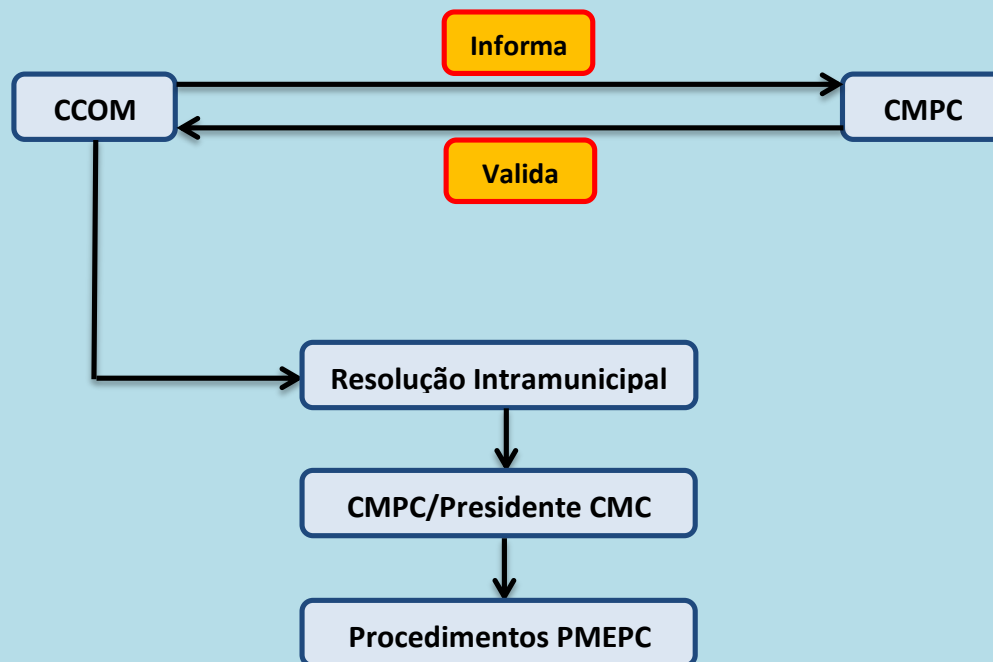 Informa
CCOM
CMPC
Valida
Resolução Intramunicipal
CMPC/Presidente CMC
Procedimentos PMEPC